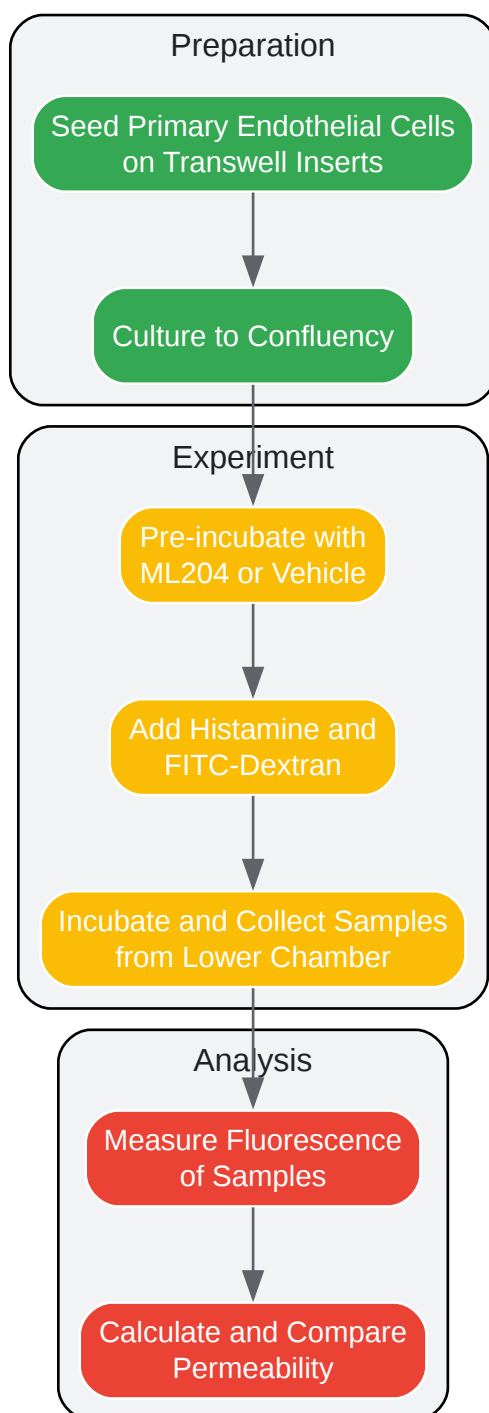 Preparation
Seed Primary Endothelial Cells
on Transwell Inserts
Culture to Confluency
Experiment
Pre-incubate with
ML204 or Vehicle
Add Histamine and
FITC-Dextran
Incubate and Collect Samples
from Lower Chamber
Analysis
Measure Fluorescence
of Samples
Calculate and Compare
Permeability